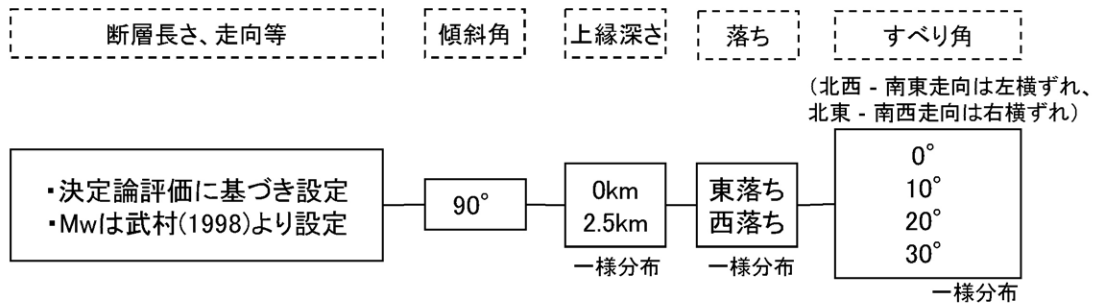 断層長さ、走向等
傾斜角
上縁深さ
落ち
すべり角
(北西 - 南東走向は左横ずれ、
北東 - 南西走向は右横ずれ)
・決定論評価に基づき設定
・Mwは武村(1998)より設定
90°
0km
2.5km
一様分布
東落ち
西落ち
一様分布
0°
10°
20°
30°
一様分布